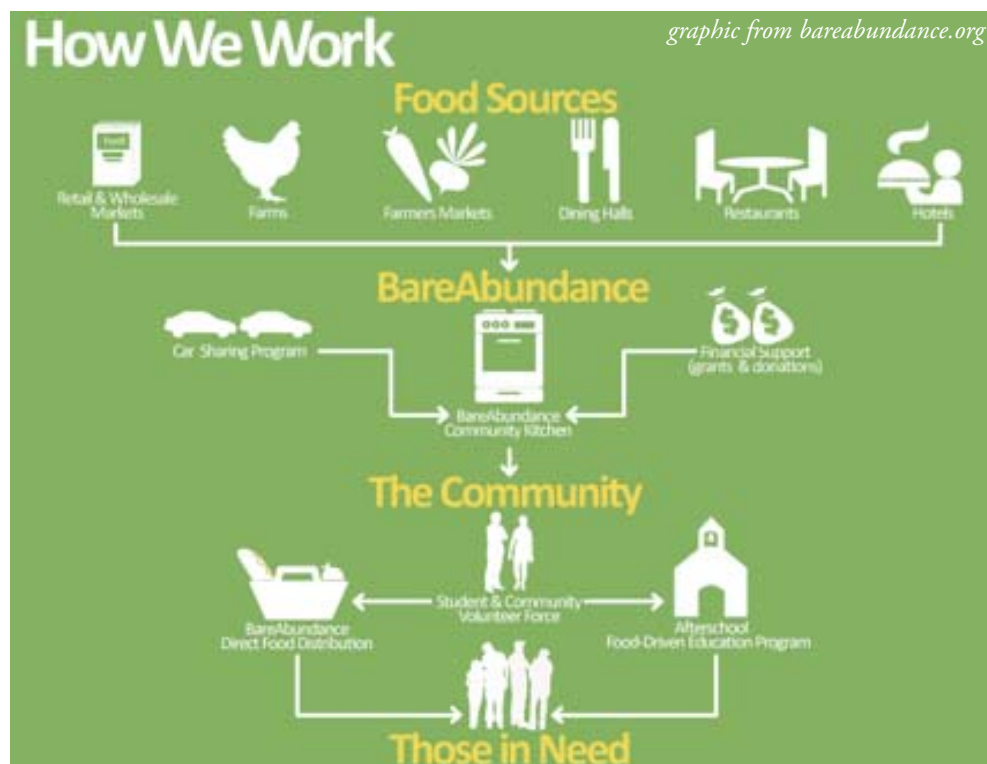 How We Work
graphic from bareabundance.org
Food Sources
Food
Retail & Wholesale
Markets
Farms
Farmers Markets
Dining Halls
Restaurants
Hotels
BareAbundance
Car Sharing Program
$ $
Financial Support
(grants & donations)
BareAbundance
Community Kitchen
The Community
Student & Community
Volunteer Force
BareAbundance
Direct Food Distribution
Afterschool
Food-Driven Education Program
Those in Need